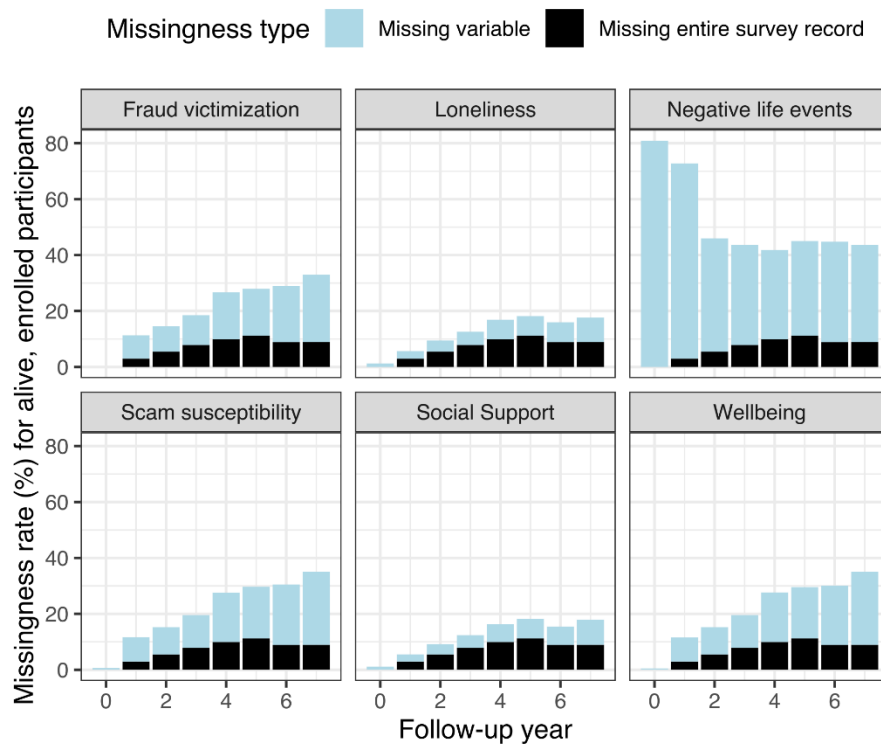 Missingness type Missing variable Missing entire survey record
Missingness rate (%) for alive, enrolled participants
Fraud victimization Loneliness Negative life events
80
60
40
20
0
Scam susceptibility Social Support Wellbeing
80
60
40
20
0
0 2 4 6 0 2 4 6 0 2 4 6
Follow-up year